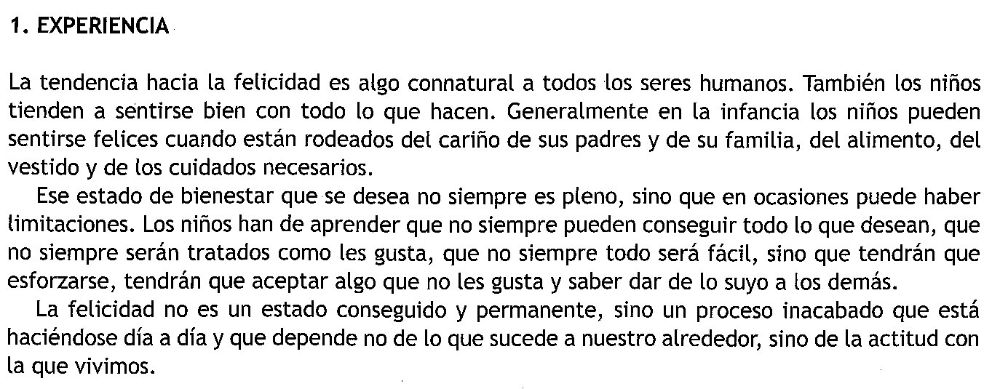 1. EXPERIENCIA
La tendencia hacia la felicidad es algo connatural a todos los seres humanos. También los niños
tienden a sentirse bien con todo lo que hacen. Generalmente en la infancia los niños pueden
sentirse felices cuando están rodeados del cariño de sus padres y de su familia, del alimento, del
vestido y de los cuidados necesarios.
Ese estado de bienestar que se desea no siempre es pleno, sino que en ocasiones puede haber
limitaciones. Los niños han de aprender que no siempre pueden conseguir todo lo que desean, que
no siempre serán tratados como les gusta, que no siempre todo será fácil, sino que tendrán que
esforzarse, tendrán que aceptar algo que no les gusta y saber dar de lo suyo a los demás.
La felicidad no es un estado conseguido y permanente, sino un proceso inacabado que está
haciéndose día a día y que depende no de lo que sucede a nuestro alrededor, sino de la actitud con
la que vivimos.